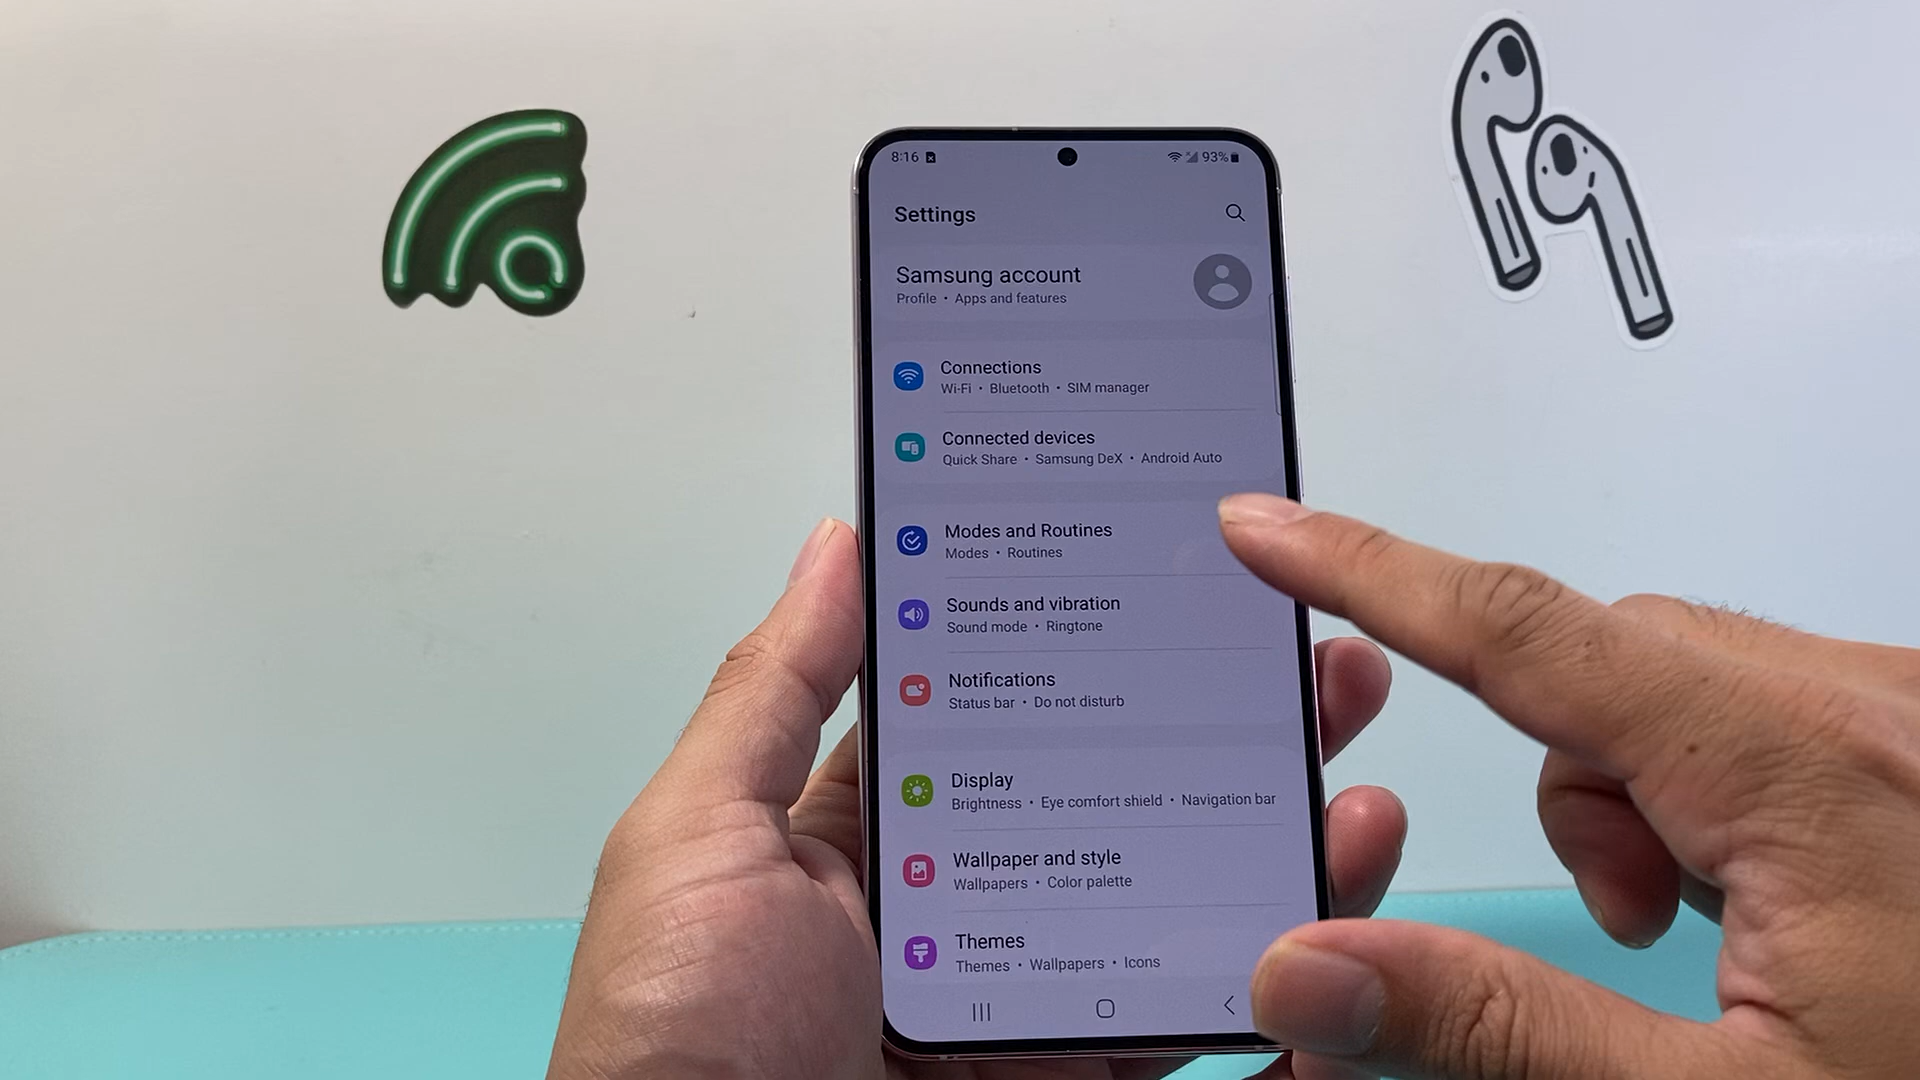 8:16
93%
Settings
Samsung account
Profile • Apps and features
Connections
Wi-Fi • Bluetooth • SIM manager
Connected devices
Quick Share • Samsung DeX • Android Auto
Modes and Routines
Modes • Routines
Sounds and vibration
Sound mode • Ringtone
Notifications
Status bar • Do not disturb
Display
Brightness • Eye comfort shield • Navigation bar
Wallpaper and style
Wallpapers • Color palette
Themes
Themes • Wallpapers • Icons